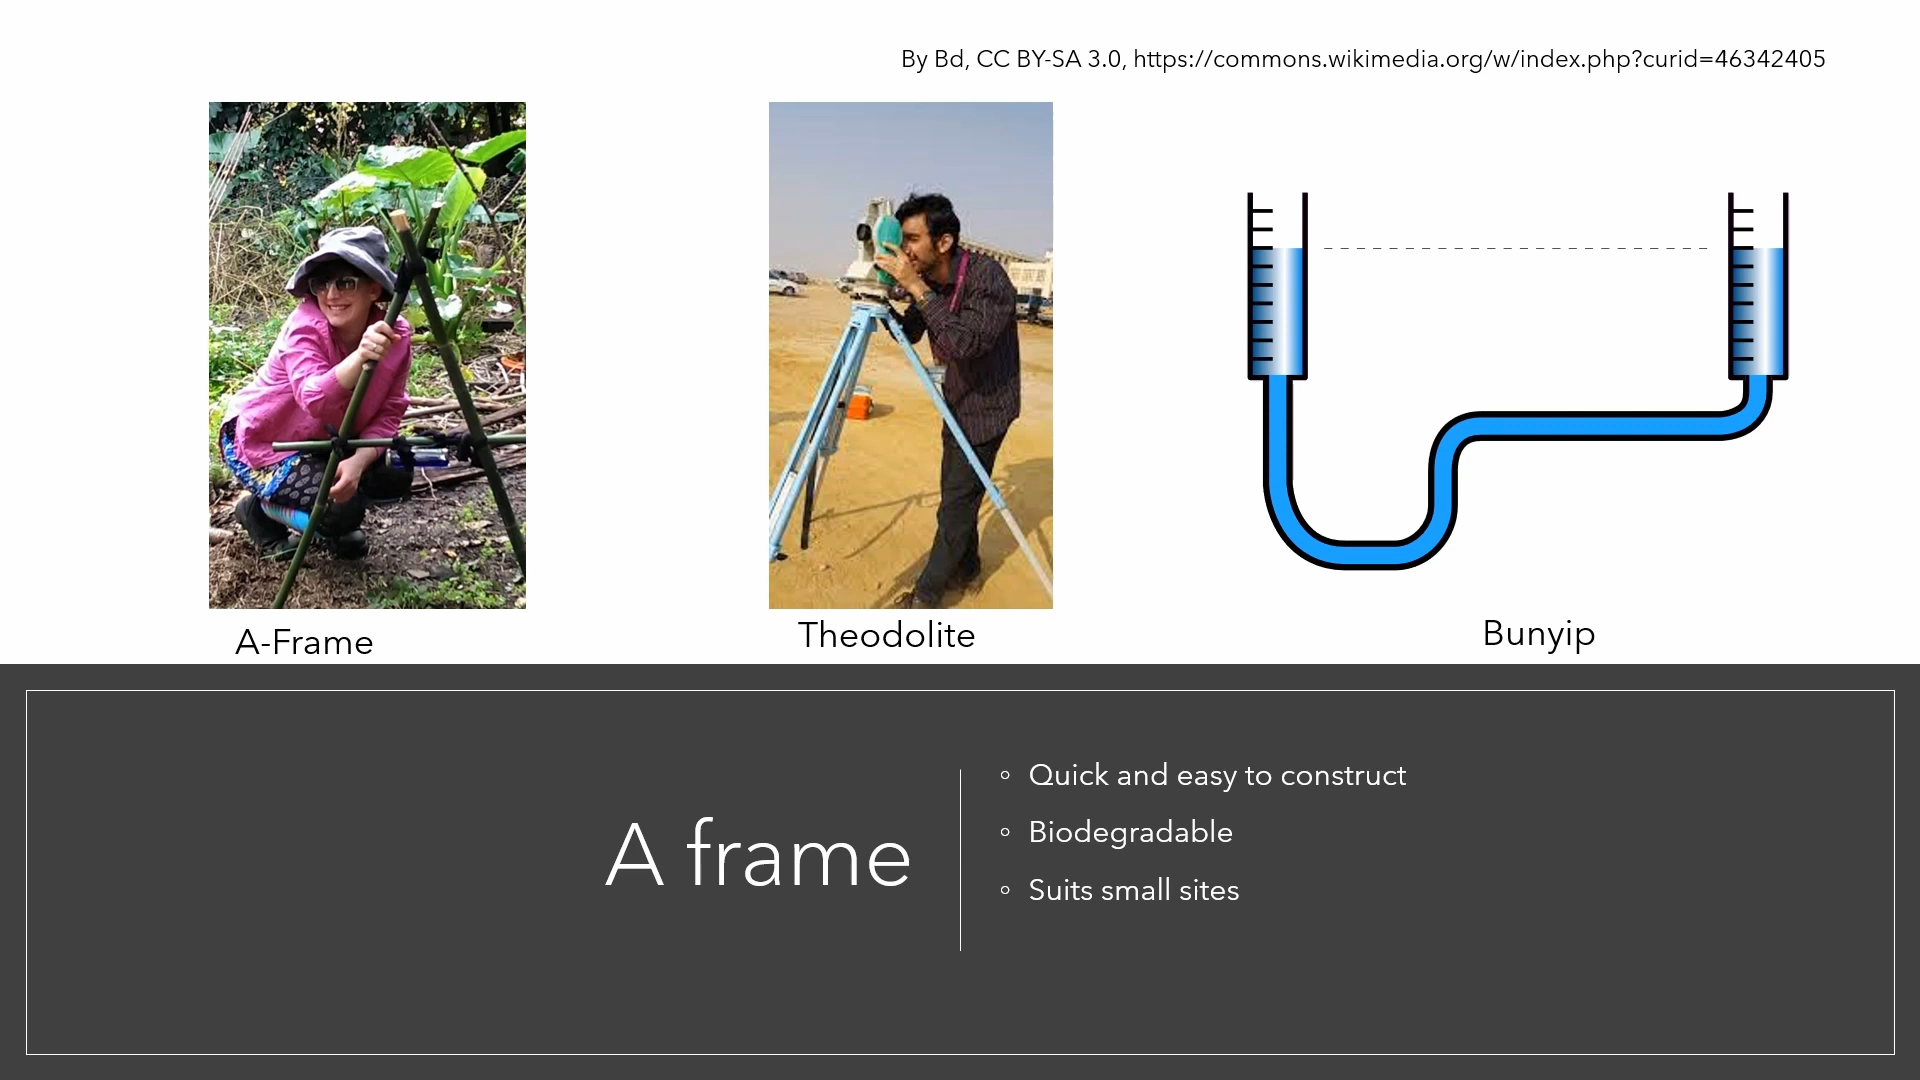 By Bd, CC BY-SA 3.0, https://commons.wikimedia.org/w/index.php?curid=46342405
A-Frame
Theodolite
Bunyip
A frame
Quick and easy to construct
Biodegradable
Suits small sites